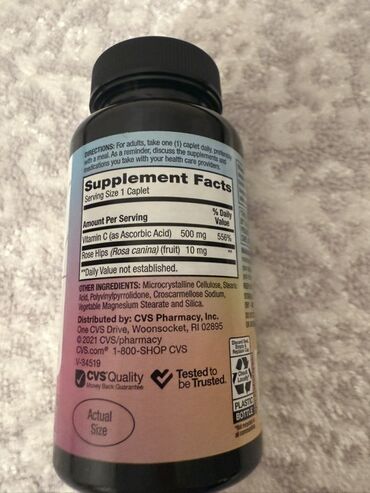 DIRECTIONS: For adults, take one (1) caplet daily, preferably
with a meal. As a reminder, discuss the supplements and
medications you take with your health care providers.
Supplement Facts
Serving Size 1 Caplet
% Daily
Amount Per Serving Value
Vitamin C (as Ascorbic Acid) 500 mg 556%
Rose Hips (Rosa canina) (fruit) 10 mg **
**Daily Value not established.
OTHER INGREDIENTS: Microcrystalline Cellulose, Stearic
Acid, Polyvinylpyrrolidone, Croscarmellose Sodium,
Vegetable Magnesium Stearate and Silica.
Distributed by: CVS Pharmacy, Inc.
One CVS Drive, Woonsocket, RI 02895
© 2021 CVS/pharmacy
CVS.com® 1-800-SHOP CVS
V-34519
CVS Quality
Money Back Guarantee
Tested to
be Trusted.
Actual
Size
PLASTIC
BOTTLE